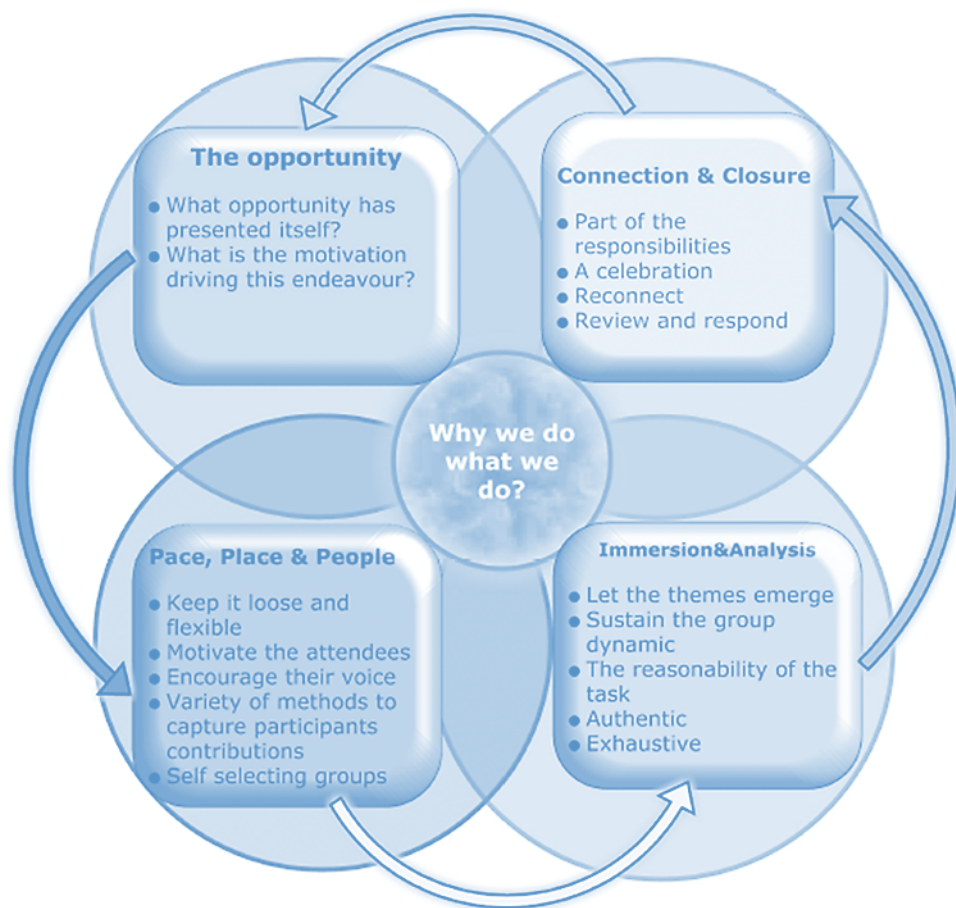 The opportunity
● What opportunity has
presented itself?
● What is the motivation
driving this endeavour?
Connection & Closure
● Part of the
responsibilities
● A celebration
● Reconnect
● Review and respond
Why we do
what we
do?
Pace, Place & People
● Keep it loose and
flexible
● Motivate the attendees
● Encourage their voice
● Variety of methods to
capture participants
contributions
● Self selecting groups
Immersion&Analysis
● Let the themes emerge
● Sustain the group
dynamic
● The reasonability of the
task
● Authentic
● Exhaustive